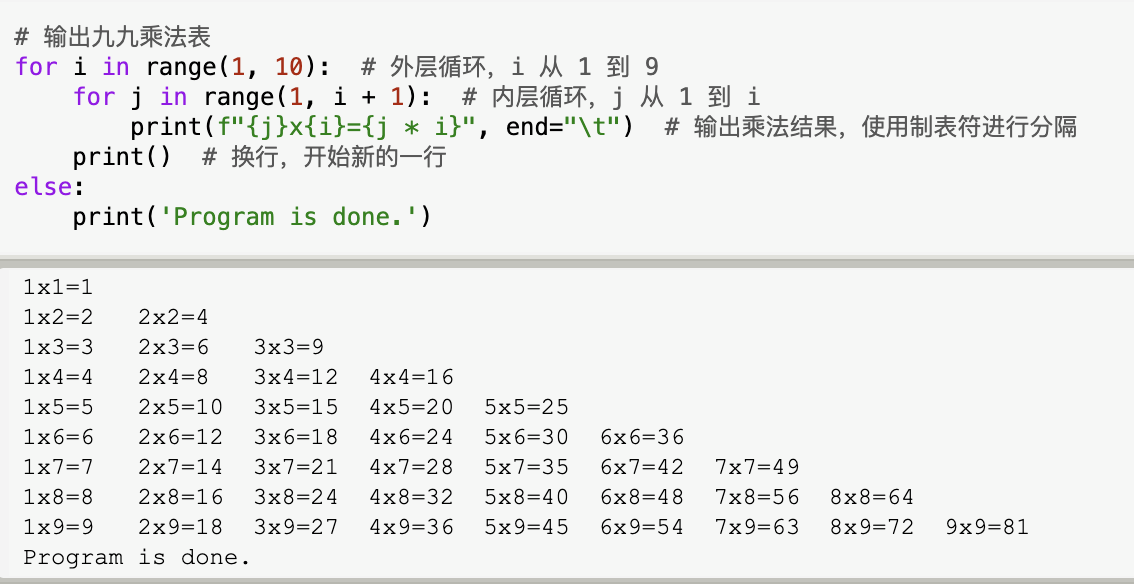 # 输出九九乘法表
for i in range(1, 10):  # 外层循环，i 从 1 到 9
    for j in range(1, i + 1):  # 内层循环，j 从 1 到 i
        print(f"{j}x{i}={j * i}", end="\t")  # 输出乘法结果，使用制表符进行分隔
    print()  # 换行，开始新的一行
else:
    print('Program is done.')
1x1=1
1x2=2	2x2=4
1x3=3	2x3=6	3x3=9
1x4=4	2x4=8	3x4=12	4x4=16
1x5=5	2x5=10	3x5=15	4x5=20	5x5=25
1x6=6	2x6=12	3x6=18	4x6=24	5x6=30	6x6=36
1x7=7	2x7=14	3x7=21	4x7=28	5x7=35	6x7=42	7x7=49
1x8=8	2x8=16	3x8=24	4x8=32	5x8=40	6x8=48	7x8=56	8x8=64
1x9=9	2x9=18	3x9=27	4x9=36	5x9=45	6x9=54	7x9=63	8x9=72	9x9=81
Program is done.